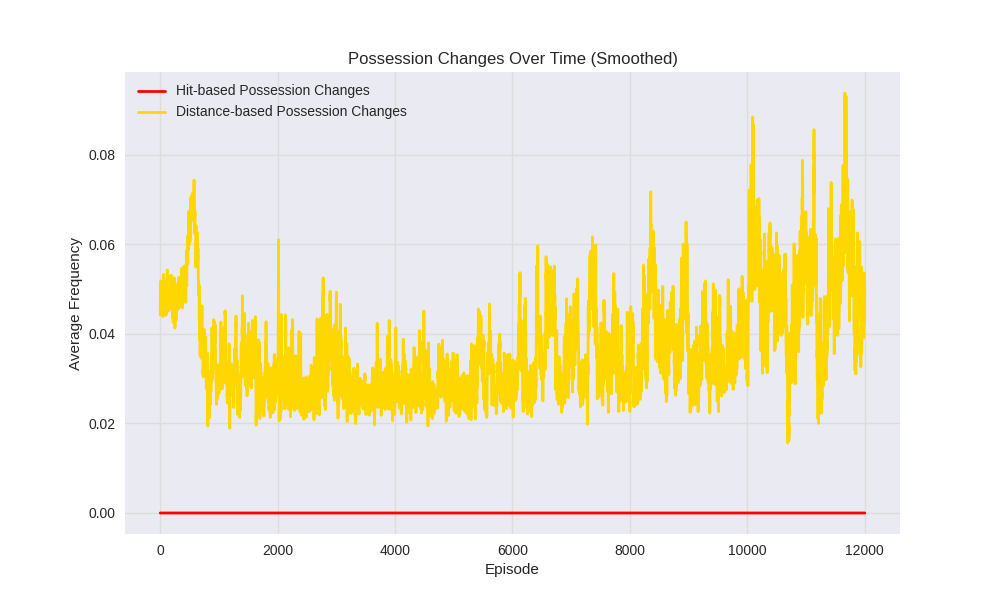 Possession Changes Over Time (Smoothed)
Hit-based Possession Changes
Distance-based Possession Changes
Average Frequency
0.08
0.06
0.04
0.02
0.00
0 2000 4000 6000 8000 10000 12000
Episode